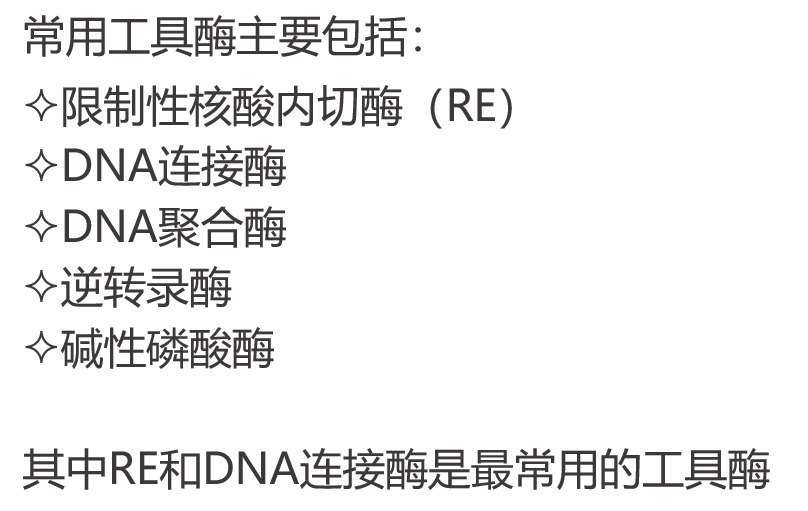 常用工具酶主要包括：
✧限制性核酸内切酶（RE）
✧DNA连接酶
✧DNA聚合酶
✧逆转录酶
✧碱性磷酸酶
其中RE和DNA连接酶是最常用的工具酶